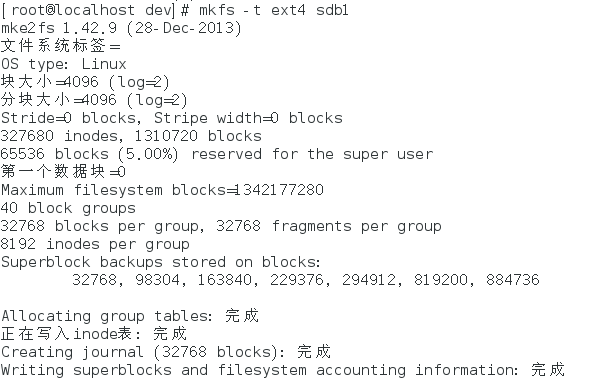 [root@localhost dev]# mkfs -t ext4 sdb1
mke2fs 1.42.9 (28-Dec-2013)
文件系统标签=
OS type: Linux
块大小=4096 (log=2)
分块大小=4096 (log=2)
Stride=0 blocks, Stripe width=0 blocks
327680 inodes, 1310720 blocks
65536 blocks (5.00%) reserved for the super user
第一个数据块=0
Maximum filesystem blocks=1342177280
40 block groups
32768 blocks per group, 32768 fragments per group
8192 inodes per group
Superblock backups stored on blocks:
32768, 98304, 163840, 229376, 294912, 819200, 884736
Allocating group tables: 完成
正在写入inode表: 完成
Creating journal (32768 blocks): 完成
Writing superblocks and filesystem accounting information: 完成